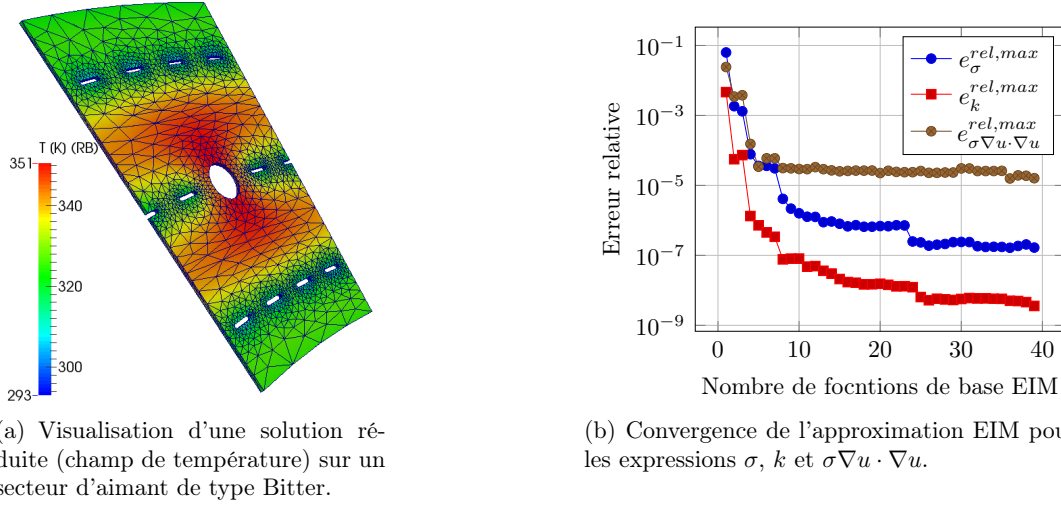 T (K) (RB)
351
340
320
300
293
(a) Visualisation d'une solution ré-
duite (champ de température) sur un
secteur d'aimant de type Bitter.
Erreur relative
10^{-1}
10^{-3}
10^{-5}
10^{-7}
10^{-9}
e_σ^{rel,max}
e_k^{rel,max}
e_{σ∇u·∇u}^{rel,max}
0 10 20 30 40
Nombre de focntions de base EIM
(b) Convergence de l'approximation EIM pou
les expressions σ, k et σ∇u · ∇u.